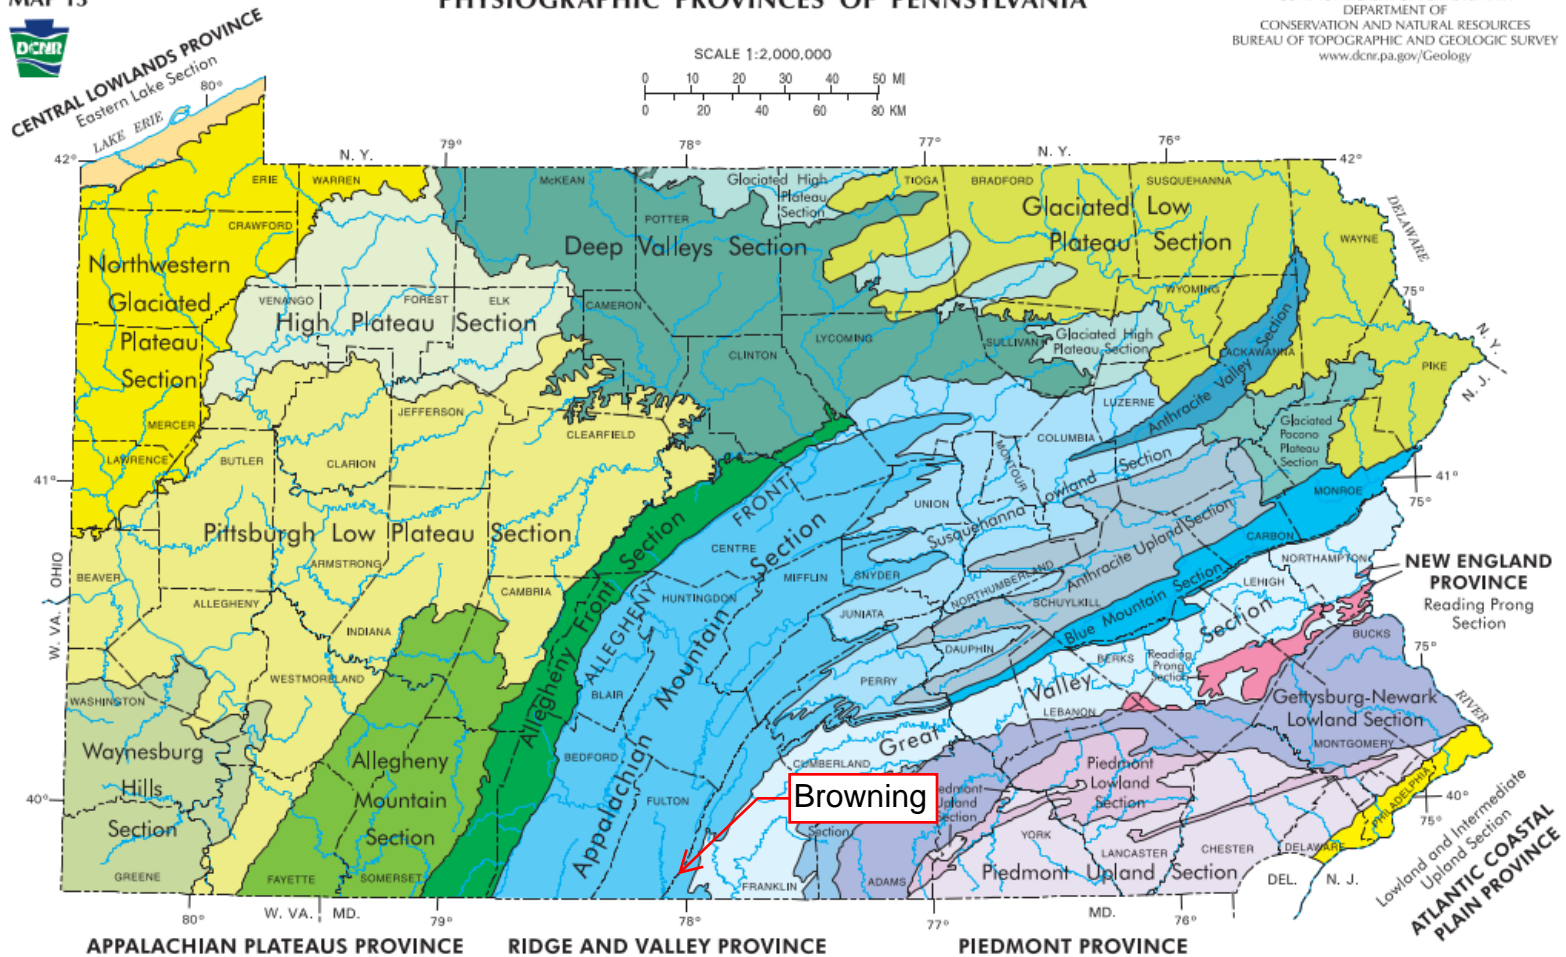 MAP 13
PHYSIOGRAPHIC PROVINCES OF PENNSYLVANIA
DEPARTMENT OF
CONSERVATION AND NATURAL RESOURCES
BUREAU OF TOPOGRAPHIC AND GEOLOGIC SURVEY
www.dcnr.pa.gov/Geology
DCNR
SCALE 1:2,000,000
0 10 20 30 40 50 MI
0 20 40 60 80 KM
CENTRAL LOWLANDS PROVINCE
Eastern Lake Section
LAKE ERIE
80°
79°
78°
77°
76°
42°
N. Y.
N. Y.
42°
ERIE
WARREN
McKEAN
POTTER
Glaciated High
Plateau
Section
TIOGA
BRADFORD
SUSQUEHANNA
CRAWFORD
Deep Valleys Section
Glaciated Low
Plateau Section
WAYNE
DELAWARE
Northwestern
Glaciated
Plateau
Section
VENANGO
FOREST
ELK
High Plateau Section
CAMERON
CLINTON
LYCOMING
SULLIVAN
Glaciated High
Plateau Section
WYOMING
LACKAWANNA
Anthracite Valley Section
75°
N. Y.
N. J.
PIKE
MERCER
LAWRENCE
BUTLER
CLARION
JEFFERSON
CLEARFIELD
LUZERNE
COLUMBIA
MONTOUR
Glaciated
Pocono
Plateau
Section
41°
41°
75°
MONROE
Pittsburgh Low Plateau Section
ARMSTRONG
Allegheny Front Section
ALLEGHENY FRONT
CENTRE
UNION
Susquehanna Lowland Section
Anthracite Upland Section
CARBON
NORTHAMPTON
NEW ENGLAND
PROVINCE
Reading Prong
Section
OHIO
W. VA.
BEAVER
ALLEGHENY
INDIANA
CAMBRIA
HUNTINGDON
MIFFLIN
SNYDER
JUNIATA
NORTHUMBERLAND
SCHUYLKILL
Blue Mountain Section
LEHIGH
BUCKS
75°
RIVER
WASHINGTON
WESTMORELAND
BLAIR
Appalachian Mountain Section
PERRY
DAUPHIN
Great Valley Section
BERKS
Reading
Prong
Section
LEBANON
Gettysburg-Newark
Lowland Section
MONTGOMERY
Waynesburg
Hills
Section
Allegheny
Mountain
Section
BEDFORD
FULTON
CUMBERLAND
Browning
Piedmont
Lowland
Section
PHILADELPHIA
40°
40°
75°
Section
YORK
LANCASTER
CHESTER
DELAWARE
GREENE
FAYETTE
SOMERSET
FRANKLIN
ADAMS
Piedmont Upland Section
DEL.
N. J.
Lowland and Intermediate
Upland Section
ATLANTIC COASTAL
PLAIN PROVINCE
80°
W. VA.
MD.
79°
78°
77°
MD.
76°
APPALACHIAN PLATEAUS PROVINCE
RIDGE AND VALLEY PROVINCE
PIEDMONT PROVINCE